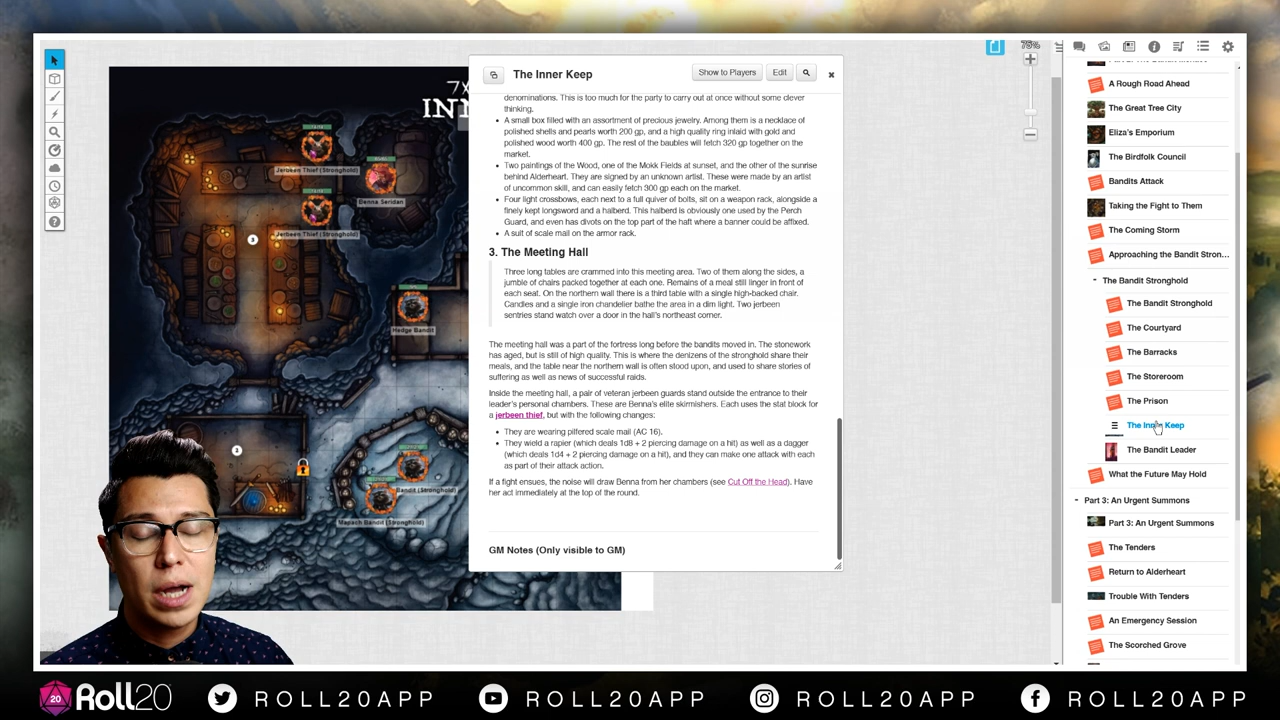 7x
IN
Jerbeen Thief (Stronghold)
Benna Seridan
Jerbeen Thief (Stronghold)
3
Hedge Bandit
3
Bandit (Stronghold)
Mapach Bandit (Stronghold)
75%
The Inner Keep
Show to Players
Edit
denominations. This is too much for the party to carry out at once without some clever
thinking.
• A small box filled with an assortment of precious jewelry. Among them is a necklace of
polished shells and pearls worth 200 gp, and a high quality ring inlaid with gold and
polished wood worth 400 gp. The rest of the baubles will fetch 320 gp together on the
market.
• Two paintings of the Wood, one of the Mokk Fields at sunset, and the other of the sunrise
behind Alderheart. They are signed by an unknown artist. These were made by an artist
of uncommon skill, and can easily fetch 300 gp each on the market.
• Four light crossbows, each next to a full quiver of bolts, sit on a weapon rack, alongside a
finely kept longsword and a halberd. This halberd is obviously one used by the Perch
Guard, and even has divots on the top part of the haft where a banner could be affixed.
• A suit of scale mail on the armor rack.
3. The Meeting Hall
Three long tables are crammed into this meeting area. Two of them along the sides, a
jumble of chairs packed together at each one. Remains of a meal still linger in front of
each seat. On the northern wall there is a third table with a single high-backed chair.
Candles and a single iron chandelier bathe the area in a dim light. Two jerbeen
sentries stand watch over a door in the hall's northeast corner.
The meeting hall was a part of the fortress long before the bandits moved in. The stonework
has aged, but is still of high quality. This is where the denizens of the stronghold share their
meals, and the table near the northern wall is often stood upon, and used to share stories of
suffering as well as news of successful raids.
Inside the meeting hall, a pair of veteran jerbeen guards stand outside the entrance to their
leader's personal chambers. These are Benna's elite skirmishers. Each uses the stat block for
a jerbeen thief, but with the following changes:
• They are wearing pilfered scale mail (AC 16).
• They wield a rapier (which deals 1d8 + 2 piercing damage on a hit) as well as a dagger
(which deals 1d4 + 2 piercing damage on a hit), and they can make one attack with each
as part of their attack action.
If a fight ensues, the noise will draw Benna from her chambers (see Cut Off the Head). Have
her act immediately at the top of the round.
GM Notes (Only visible to GM)
A Rough Road Ahead
The Great Tree City
Eliza's Emporium
The Birdfolk Council
Bandits Attack
Taking the Fight to Them
The Coming Storm
Approaching the Bandit Stron...
The Bandit Stronghold
The Bandit Stronghold
The Courtyard
The Barracks
The Storeroom
The Prison
The Inner Keep
The Bandit Leader
What the Future May Hold
Part 3: An Urgent Summons
Part 3: An Urgent Summons
The Tenders
Return to Alderheart
Trouble With Tenders
An Emergency Session
The Scorched Grove
20 Roll20 ROLL20APP ROLL20APP ROLL20APP ROLL20APP